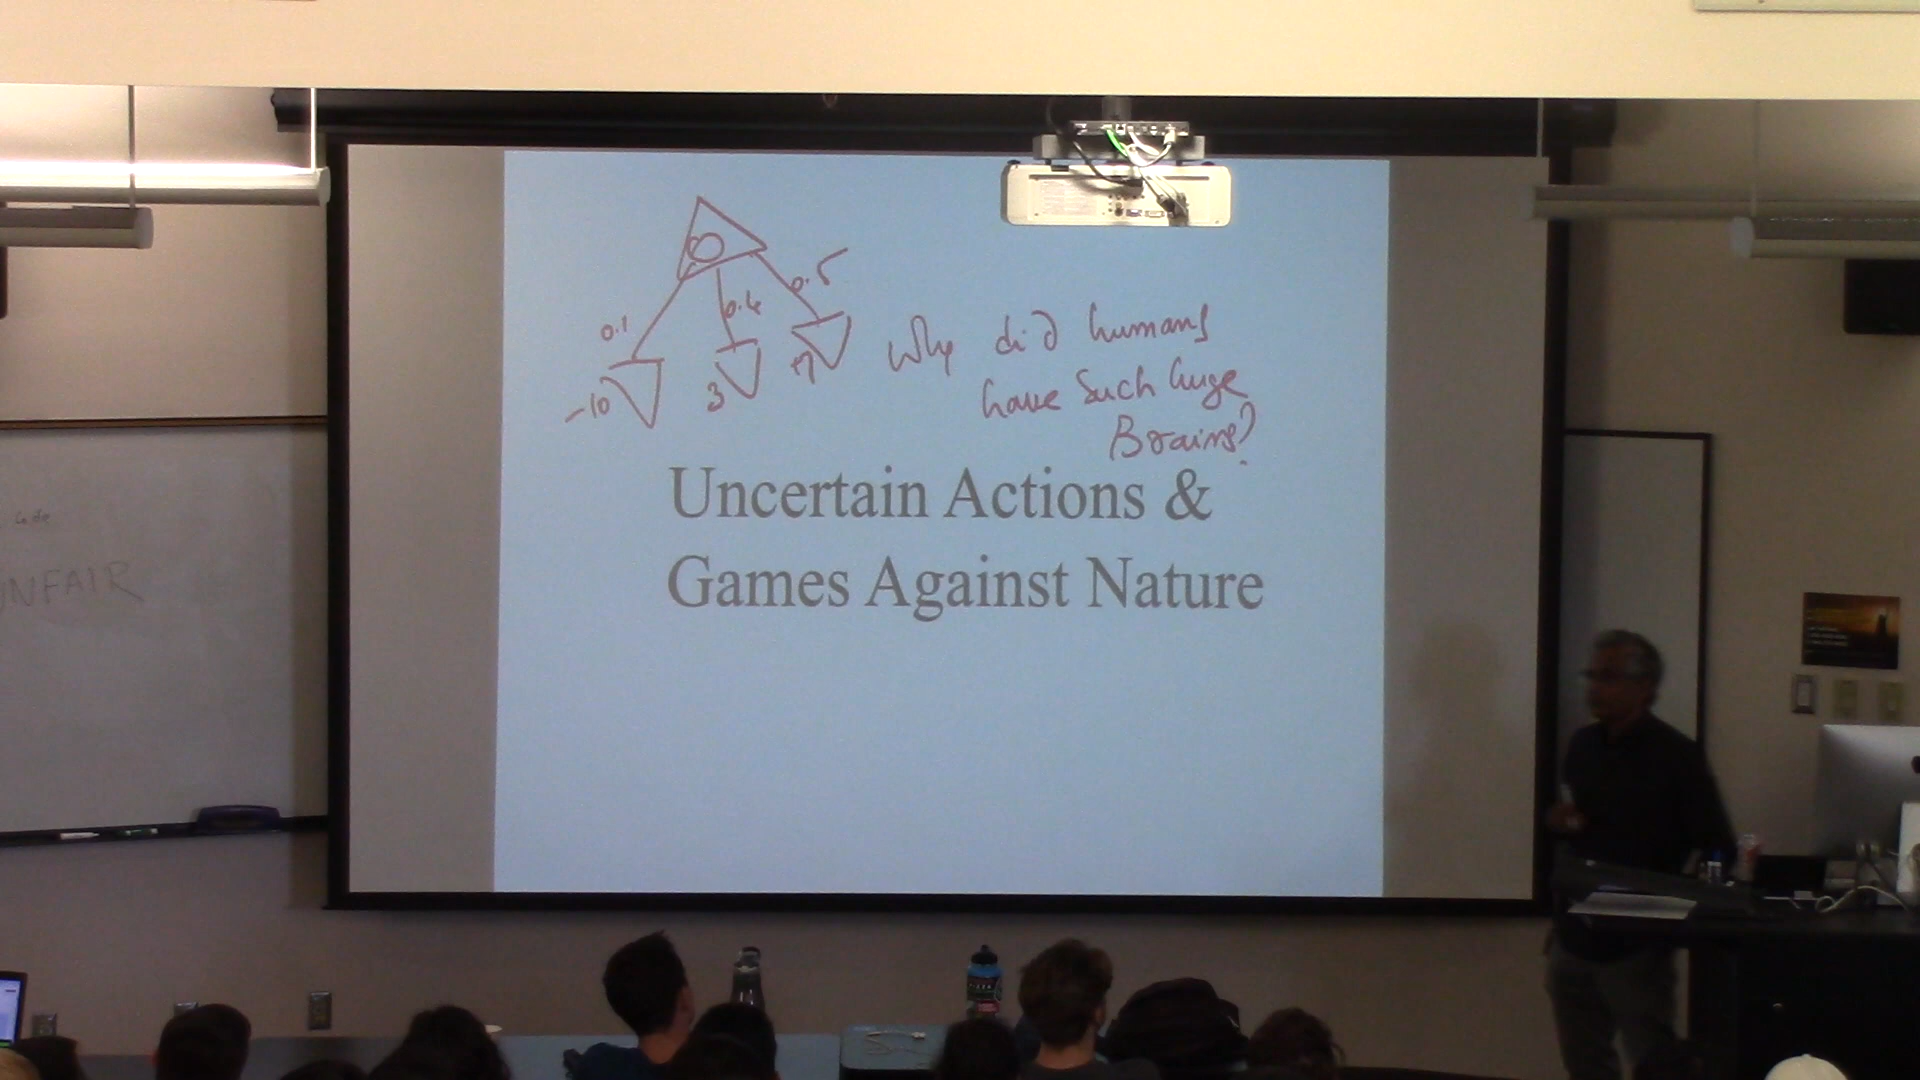 0.1
0.4
0.5
-10
3
7
Why did humans
have such huge
Brains?
Uncertain Actions &
Games Against Nature
UNFAIR